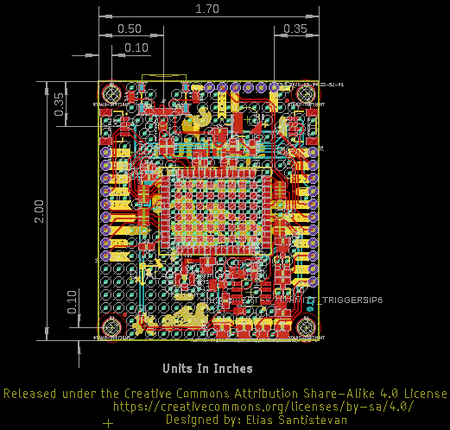 1.70
0.50
0.35
0.10
0.35
2.00
0.10
TRIGGERSIP6
Units In Inches
Released under the Creative Commons Attribution Share-Alike 4.0 License
https://creativecommons.org/licenses/by-sa/4.0/
Designed by: Elias Santistevan